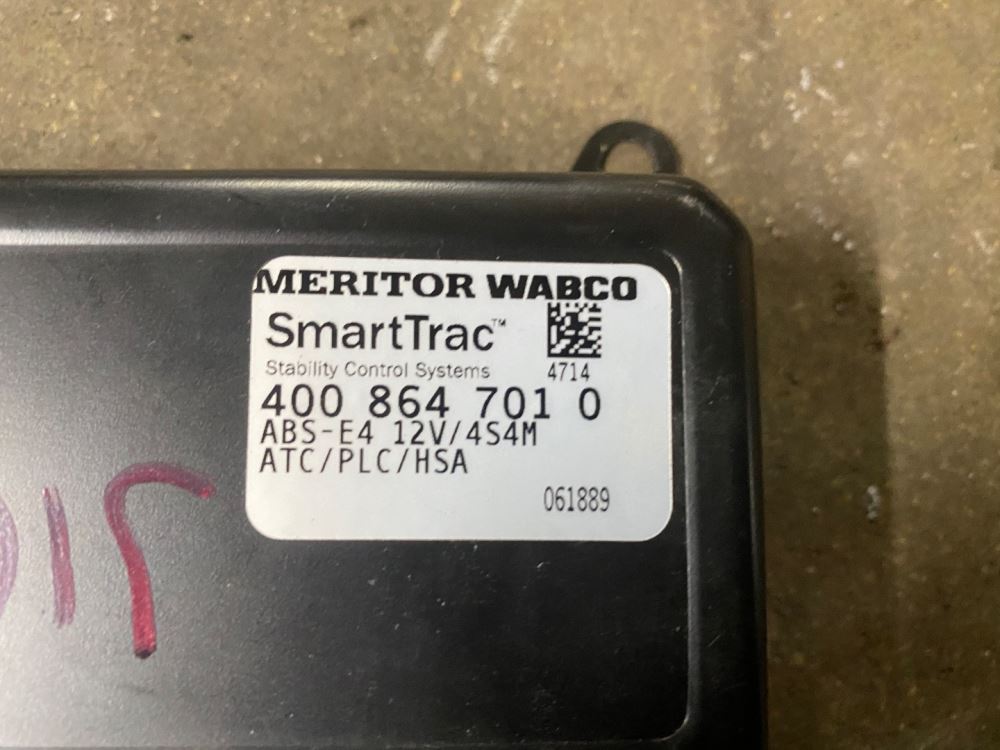 MERITOR WABCO
SmartTrac™
Stability Control Systems
4714
400 864 701 0
ABS-E4 12V/4S4M
ATC/PLC/HSA
061889